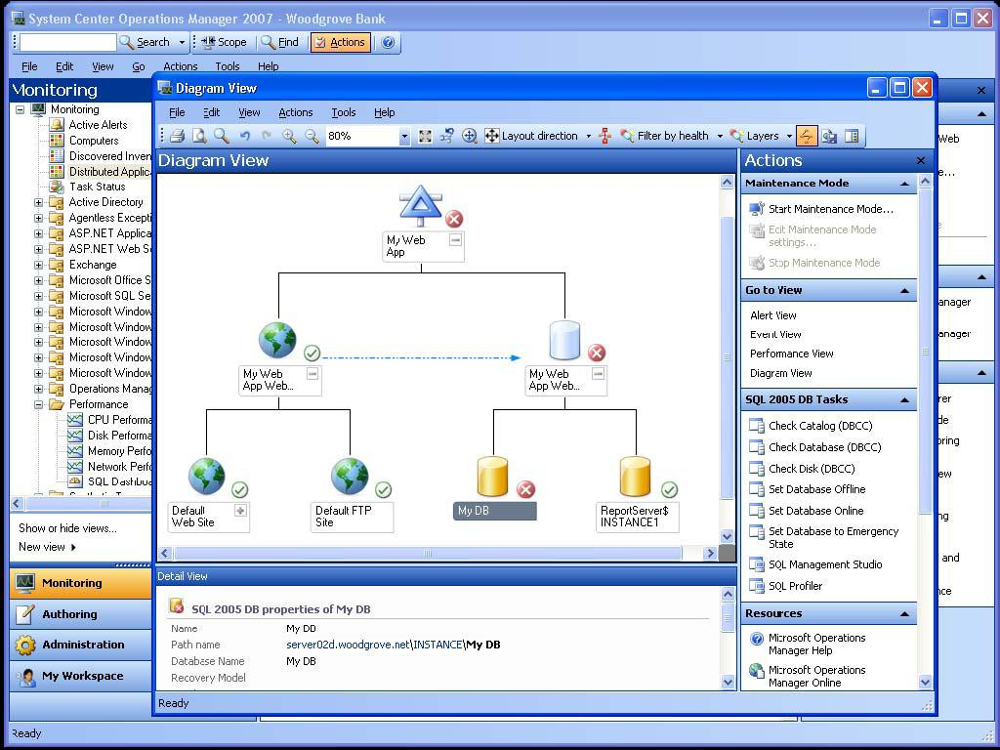 System Center Operations Manager 2007 - Woodgrove Bank
Search Scope Find Actions
File Edit View Go Actions Tools Help
Monitoring
Monitoring
Active Alerts
Computers
Discovered Inven
Distributed Applic
Task Status
Active Directory
Agentless Excepti
ASP.NET Applica
ASP.NET Web S
Exchange
Microsoft Office S
Microsoft SQL Se
Microsoft Window
Microsoft Window
Microsoft Window
Microsoft Window
Microsoft Window
Operations Manag
Performance
CPU Performa
Disk Performa
Memory Perfo
Network Perf
SQL Dashboa
Show or hide views...
New view
Monitoring
Authoring
Administration
My Workspace
Ready
Diagram View
File Edit View Actions Tools Help
80% Layout direction Filter by health Layers
Diagram View
My Web
App
My Web
App Web...
My Web
App Web...
Default
Web Site
Default FTP
Site
My DB
ReportServer$
INSTANCE1
Detail View
SQL 2005 DB properties of My DB
Name My DB
Path name server02d.woodgrove.net\INSTANCE\My DB
Database Name My DB
Recovery Model
Ready
Actions
Maintenance Mode
Start Maintenance Mode...
Edit Maintenance Mode
settings...
Stop Maintenance Mode
Go to View
Alert View
Event View
Performance View
Diagram View
SQL 2005 DB Tasks
Check Catalog (DBCC)
Check Database (DBCC)
Check Disk (DBCC)
Set Database Offline
Set Database Online
Set Database to Emergency
State
SQL Management Studio
SQL Profiler
Resources
Microsoft Operations
Manager Help
Microsoft Operations
Manager Online
Web
e...
anager
anager
rer
de
oring
ew
s
and
nce